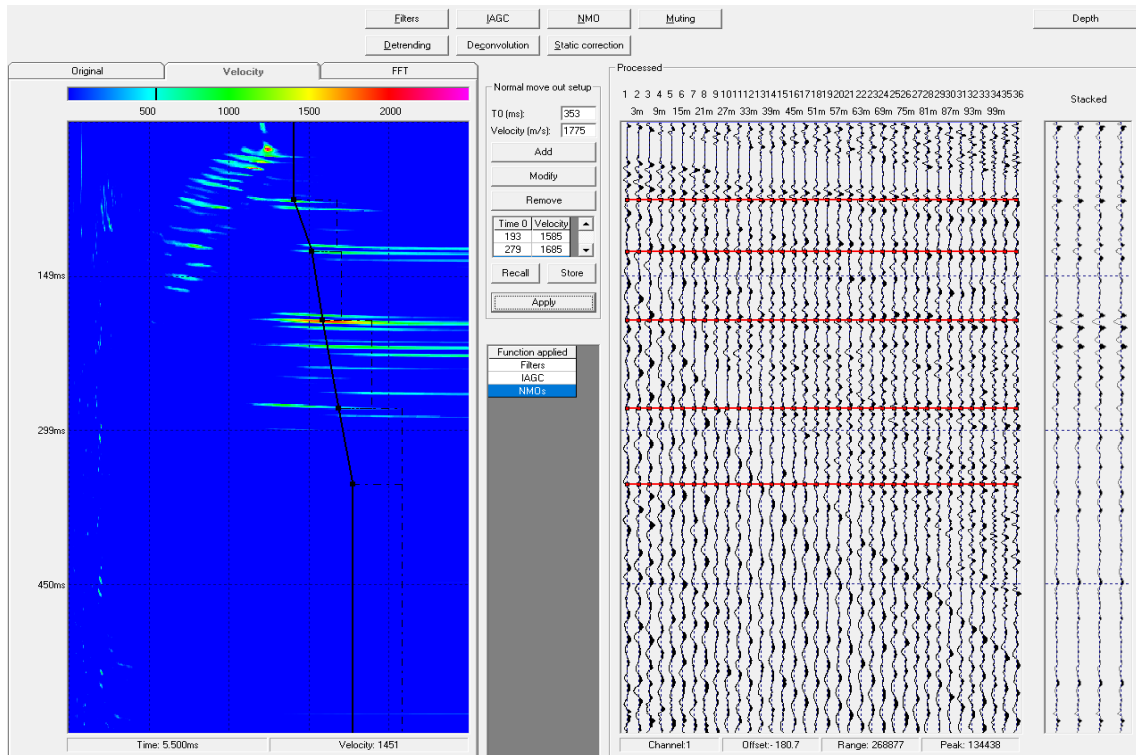 Filters IAGC NMO Muting Depth
Detrending Deconvolution Static correction
Original Velocity FFT
500 1000 1500 2000
149ms
299ms
450ms
Time: 5.500ms Velocity: 1451
Normal move out setup
T0 (ms): 353
Velocity (m/s): 1775
Add
Modify
Remove
Time 0 Velocity
193 1585
279 1685
Recall Store
Apply
Function applied
Filters
IAGC
NMOs
Processed
1 2 3 4 5 6 7 8 9 10 11 12 13 14 15 16 17 18 19 20 21 22 23 24 25 26 27 28 29 30 31 32 33 34 35 36
3m 9m 15m 21m 27m 33m 39m 45m 51m 57m 63m 69m 75m 81m 87m 93m 99m
Channel:1 Offset:- 180.7 Range: 268877 Peak: 134438
Stacked